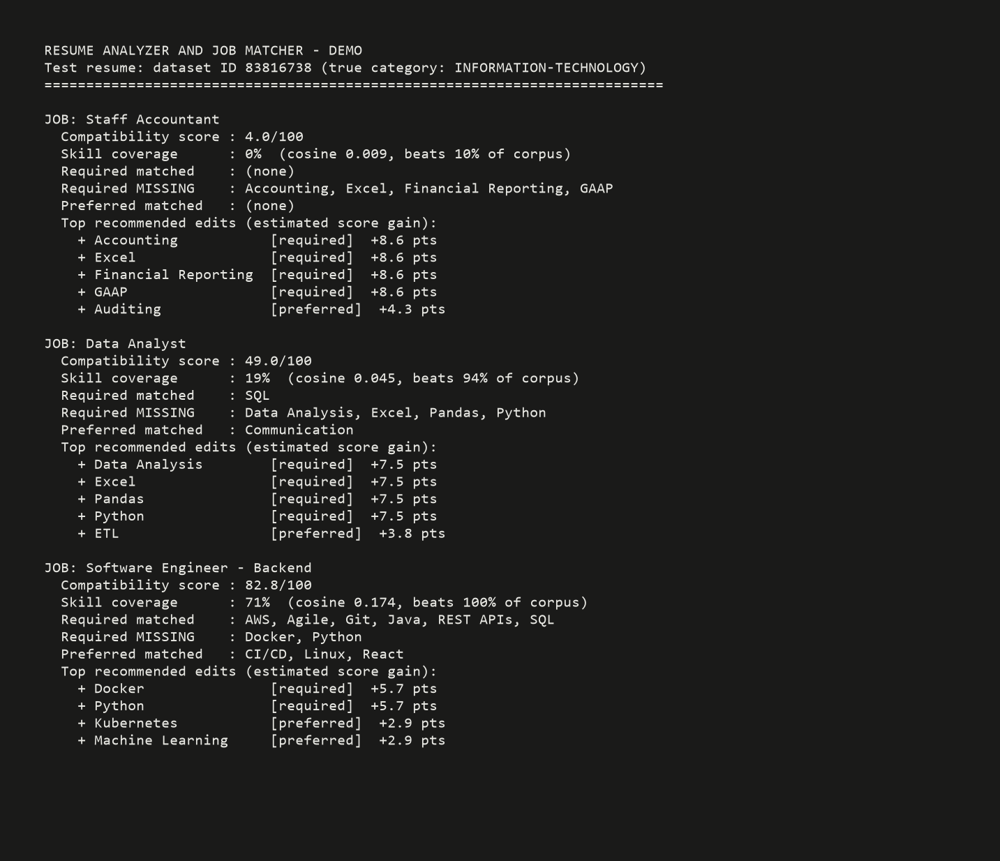 RESUME ANALYZER AND JOB MATCHER - DEMO
Test resume: dataset ID 83816738 (true category: INFORMATION-TECHNOLOGY)
==========================================================================

JOB: Staff Accountant
  Compatibility score : 4.0/100
  Skill coverage      : 0%  (cosine 0.009, beats 10% of corpus)
  Required matched    : (none)
  Required MISSING    : Accounting, Excel, Financial Reporting, GAAP
  Preferred matched   : (none)
  Top recommended edits (estimated score gain):
    + Accounting           [required]  +8.6 pts
    + Excel                [required]  +8.6 pts
    + Financial Reporting  [required]  +8.6 pts
    + GAAP                 [required]  +8.6 pts
    + Auditing             [preferred]  +4.3 pts

JOB: Data Analyst
  Compatibility score : 49.0/100
  Skill coverage      : 19%  (cosine 0.045, beats 94% of corpus)
  Required matched    : SQL
  Required MISSING    : Data Analysis, Excel, Pandas, Python
  Preferred matched   : Communication
  Top recommended edits (estimated score gain):
    + Data Analysis        [required]  +7.5 pts
    + Excel                [required]  +7.5 pts
    + Pandas               [required]  +7.5 pts
    + Python               [required]  +7.5 pts
    + ETL                  [preferred]  +3.8 pts

JOB: Software Engineer - Backend
  Compatibility score : 82.8/100
  Skill coverage      : 71%  (cosine 0.174, beats 100% of corpus)
  Required matched    : AWS, Agile, Git, Java, REST APIs, SQL
  Required MISSING    : Docker, Python
  Preferred matched   : CI/CD, Linux, React
  Top recommended edits (estimated score gain):
    + Docker               [required]  +5.7 pts
    + Python               [required]  +5.7 pts
    + Kubernetes           [preferred]  +2.9 pts
    + Machine Learning     [preferred]  +2.9 pts